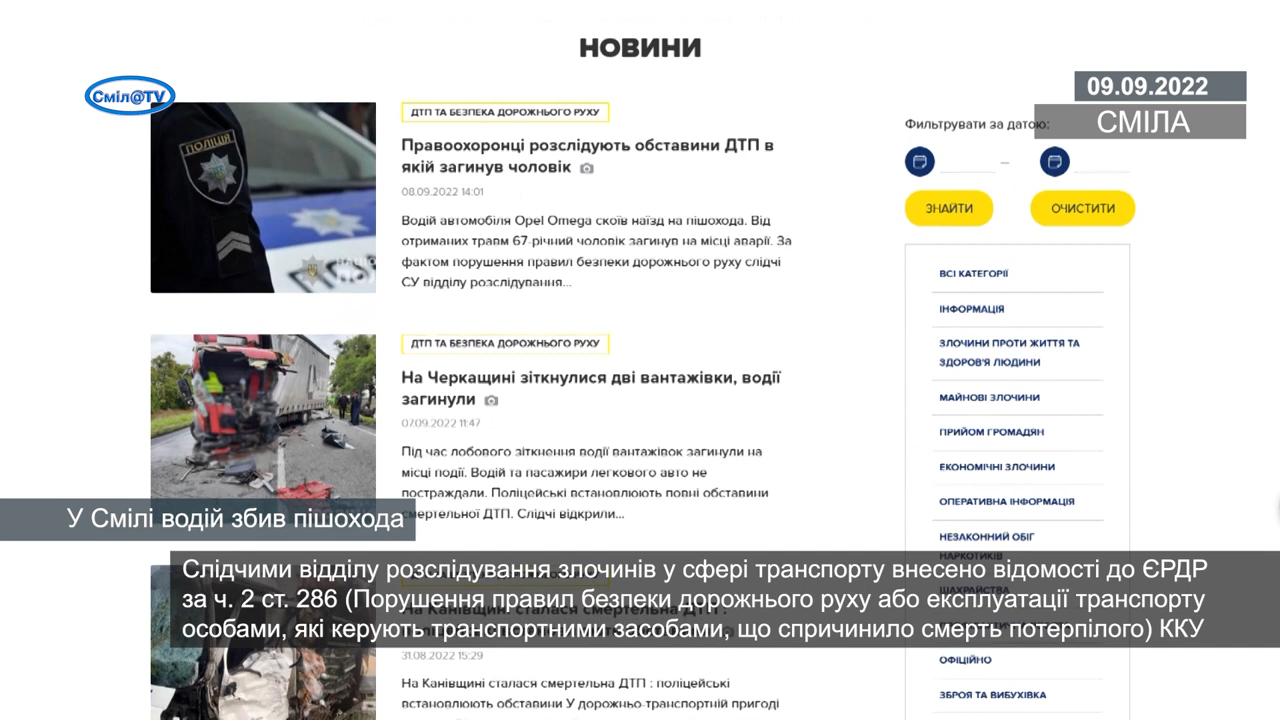 НОВИНИ
Сміл@TV
09.09.2022
СМІЛА
ПОЛІЦІЯ
ДТП ТА БЕЗПЕКА ДОРОЖНЬОГО РУХУ
Правоохоронці розслідують обставини ДТП в
якій загинув чоловік
08.09.2022 14:01
Водій автомобіля Opel Omega скоїв наїзд на пішохода. Від
отриманих травм 67-річний чоловік загинув на місці аварії. За
фактом порушення правил безпеки дорожнього руху слідчі
СУ відділу розслідування...
ДТП ТА БЕЗПЕКА ДОРОЖНЬОГО РУХУ
На Черкащині зіткнулися дві вантажівки, водії
загинули
07.09.2022 11:47
Під час лобового зіткнення водії вантажівок загинули на
місці події. Водій та пасажири легкового авто не
постраждали. Поліцейські встановлюють повні обставини
смертельної ДТП. Слідчі відкрили...
На Канівщині сталася смертельна ДТП :
31.08.2022 15:29
На Канівщині сталася смертельна ДТП : поліцейські
встановлюють обставини У дорожньо-транспортній пригоді
Фильтрувати за датою:
–
ЗНАЙТИ
ОЧИСТИТИ
ВСІ КАТЕГОРІЇ
ІНФОРМАЦІЯ
ЗЛОЧИНИ ПРОТИ ЖИТТЯ ТА
ЗДОРОВ'Я ЛЮДИНИ
МАЙНОВІ ЗЛОЧИНИ
ПРИЙОМ ГРОМАДЯН
ЕКОНОМІЧНІ ЗЛОЧИНИ
ОПЕРАТИВНА ІНФОРМАЦІЯ
НЕЗАКОННИЙ ОБІГ
НАРКОТИКІВ
ШАХРАЙСТВА
ОФІЦІЙНО
ЗБРОЯ ТА ВИБУХІВКА
У Смілі водій збив пішохода
Слідчими відділу розслідування злочинів у сфері транспорту внесено відомості до ЄРДР
за ч. 2 ст. 286 (Порушення правил безпеки дорожнього руху або експлуатації транспорту
особами, які керують транспортними засобами, що спричинило смерть потерпілого) ККУ